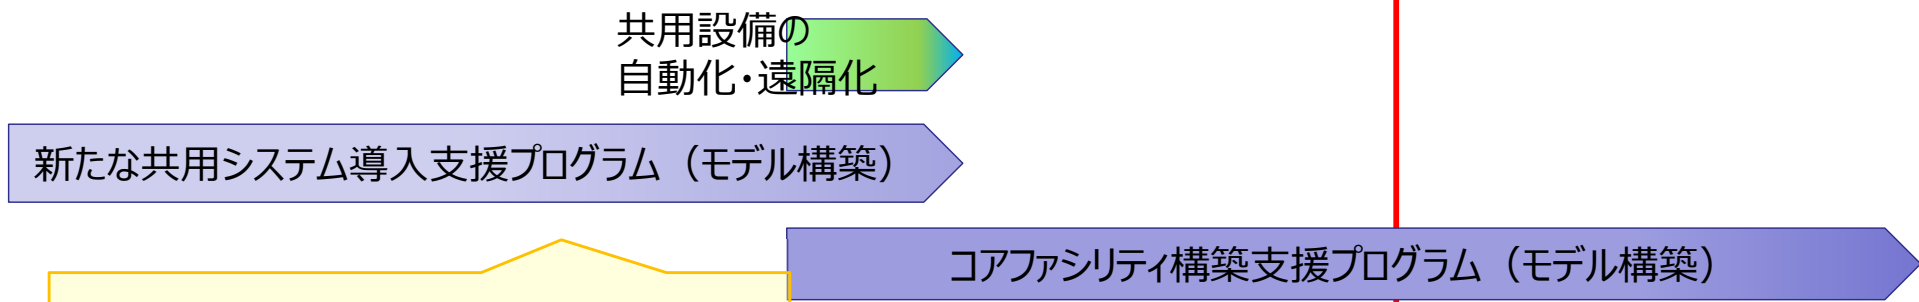 共用設備の
自動化・遠隔化
新たな共用システム導入支援プログラム（モデル構築）
コアファシリティ構築支援プログラム（モデル構築）